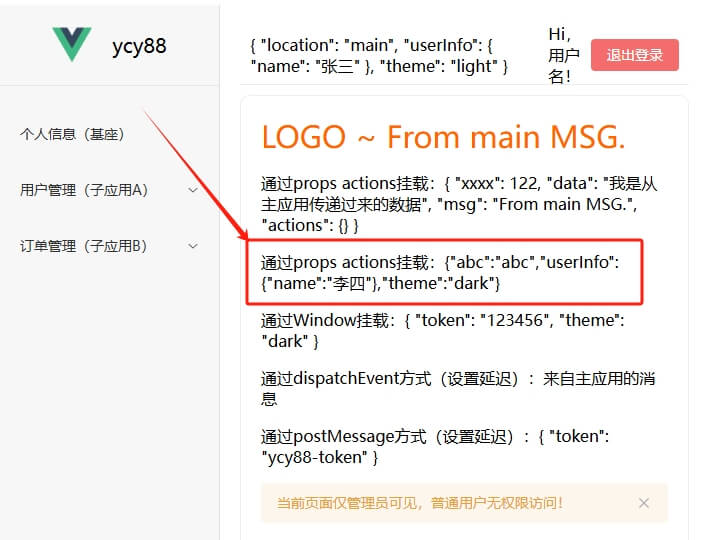 ycy88
{ "location": "main", "userInfo": {
"name": "张三" }, "theme": "light" }
Hi，
用户
名！
退出登录
个人信息（基座）
用户管理（子应用A）
订单管理（子应用B）
LOGO ~ From main MSG.
通过props actions挂载：{ "xxxx": 122, "data": "我是从
主应用传递过来的数据", "msg": "From main MSG.",
"actions": {} }
通过props actions挂载：{"abc":"abc","userInfo":
{"name":"李四"},"theme":"dark"}
通过Window挂载：{ "token": "123456", "theme":
"dark" }
通过dispatchEvent方式（设置延迟）：来自主应用的消
息
通过postMessage方式（设置延迟）：{ "token":
"ycy88-token" }
当前页面仅管理员可见，普通用户无权限访问！